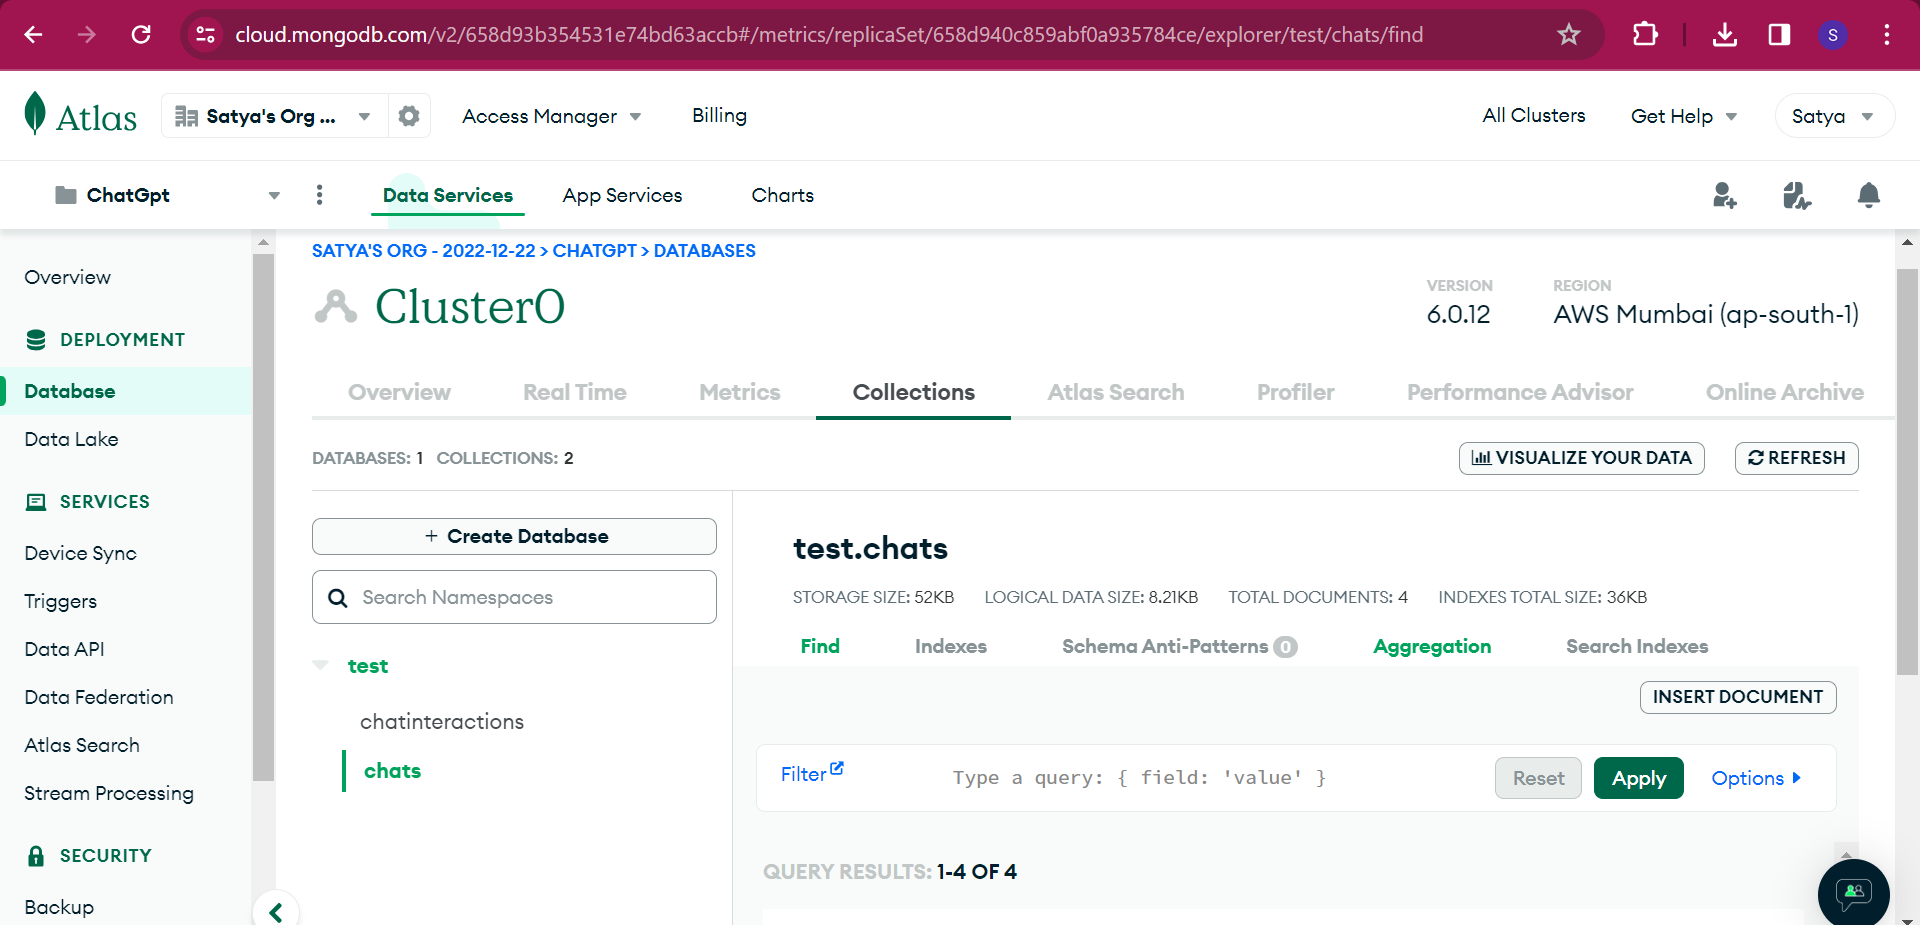 cloud.mongodb.com/v2/658d93b354531e74bd63accb#/metrics/replicaSet/658d940c859abf0a935784ce/explorer/test/chats/find
S
Atlas
Satya's Org ...
Access Manager
Billing
All Clusters
Get Help
Satya
ChatGpt
Data Services
App Services
Charts
Overview
DEPLOYMENT
Database
Data Lake
SERVICES
Device Sync
Triggers
Data API
Data Federation
Atlas Search
Stream Processing
SECURITY
Backup
SATYA'S ORG - 2022-12-22 > CHATGPT > DATABASES
Cluster0
VERSION
6.0.12
REGION
AWS Mumbai (ap-south-1)
Overview
Real Time
Metrics
Collections
Atlas Search
Profiler
Performance Advisor
Online Archive
DATABASES: 1 COLLECTIONS: 2
VISUALIZE YOUR DATA
REFRESH
+ Create Database
Search Namespaces
test
chatinteractions
chats
test.chats
STORAGE SIZE: 52KB LOGICAL DATA SIZE: 8.21KB TOTAL DOCUMENTS: 4 INDEXES TOTAL SIZE: 36KB
Find
Indexes
Schema Anti-Patterns 0
Aggregation
Search Indexes
INSERT DOCUMENT
Filter
Type a query: { field: 'value' }
Reset
Apply
Options
QUERY RESULTS: 1-4 OF 4